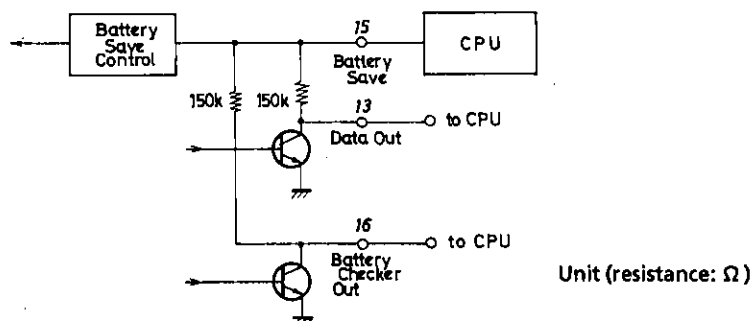 Battery
Save
Control
15
Battery
Save
CPU
150k
150k
13
Data Out
to CPU
16
Battery
Checker
Out
to CPU
Unit (resistance: Ω)